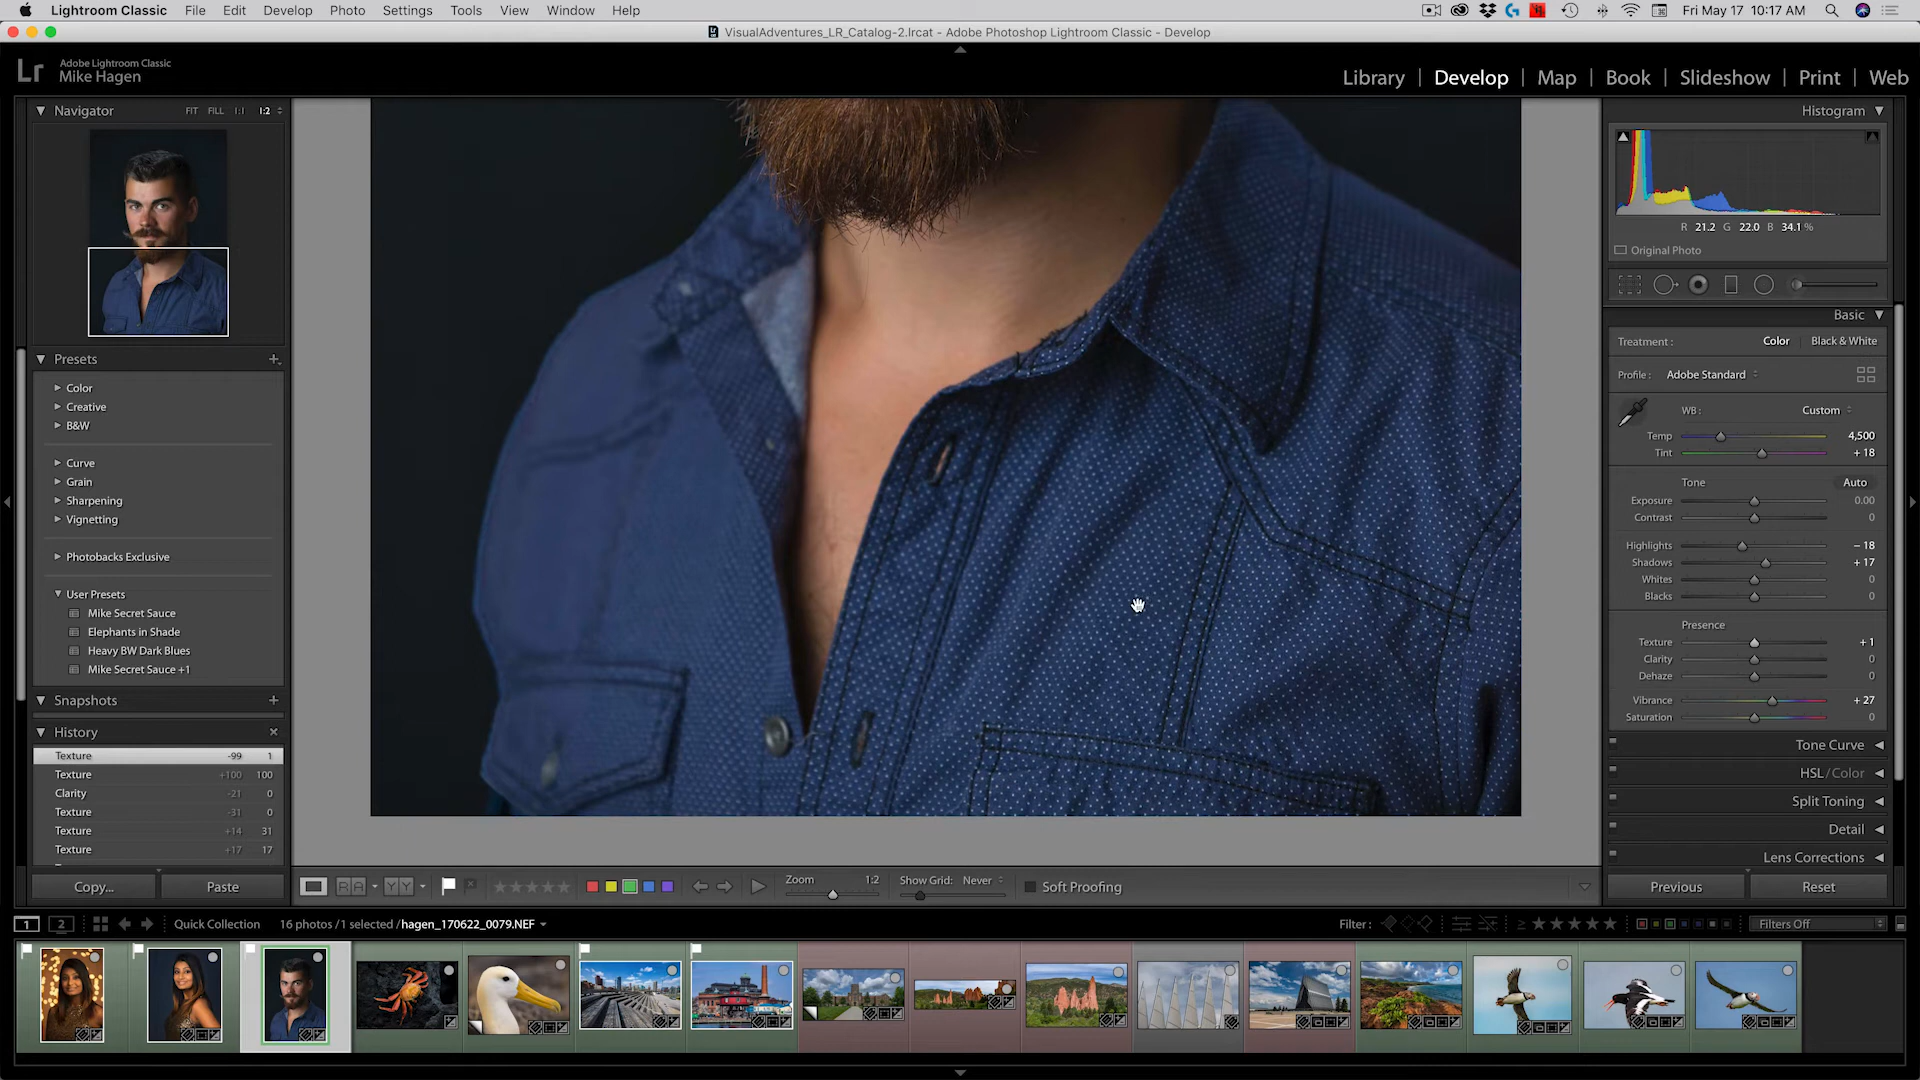 Lightroom Classic File Edit Develop Photo Settings Tools View Window Help Fri May 17 10:17 AM
VisualAdventures_LR_Catalog-2.lrcat - Adobe Photoshop Lightroom Classic - Develop
Lr Adobe Lightroom Classic
Mike Hagen
Library | Develop | Map | Book | Slideshow | Print | Web
Navigator FIT FILL 1:1 1:2
Presets +
Color
Creative
B&W
Curve
Grain
Sharpening
Vignetting
Photobacks Exclusive
User Presets
Mike Secret Sauce
Elephants in Shade
Heavy BW Dark Blues
Mike Secret Sauce +1
Snapshots +
History ×
Texture -99 1
Texture +100 100
Clarity -21 0
Texture -31 0
Texture +14 31
Texture +17 17
Copy... Paste
Histogram
R 21.2 G 22.0 B 34.1 %
Original Photo
Basic
Treatment : Color | Black & White
Profile : Adobe Standard
WB : Custom
Temp 4,500
Tint + 18
Tone Auto
Exposure 0.00
Contrast 0
Highlights – 18
Shadows + 17
Whites 0
Blacks 0
Presence
Texture + 1
Clarity 0
Dehaze 0
Vibrance + 27
Saturation 0
Tone Curve
HSL / Color
Split Toning
Detail
Lens Corrections
Previous Reset
RA YY Zoom 1:2 Show Grid: Never Soft Proofing
1 2 Quick Collection 16 photos /1 selected /hagen_170622_0079.NEF Filter : ≥ Filters Off